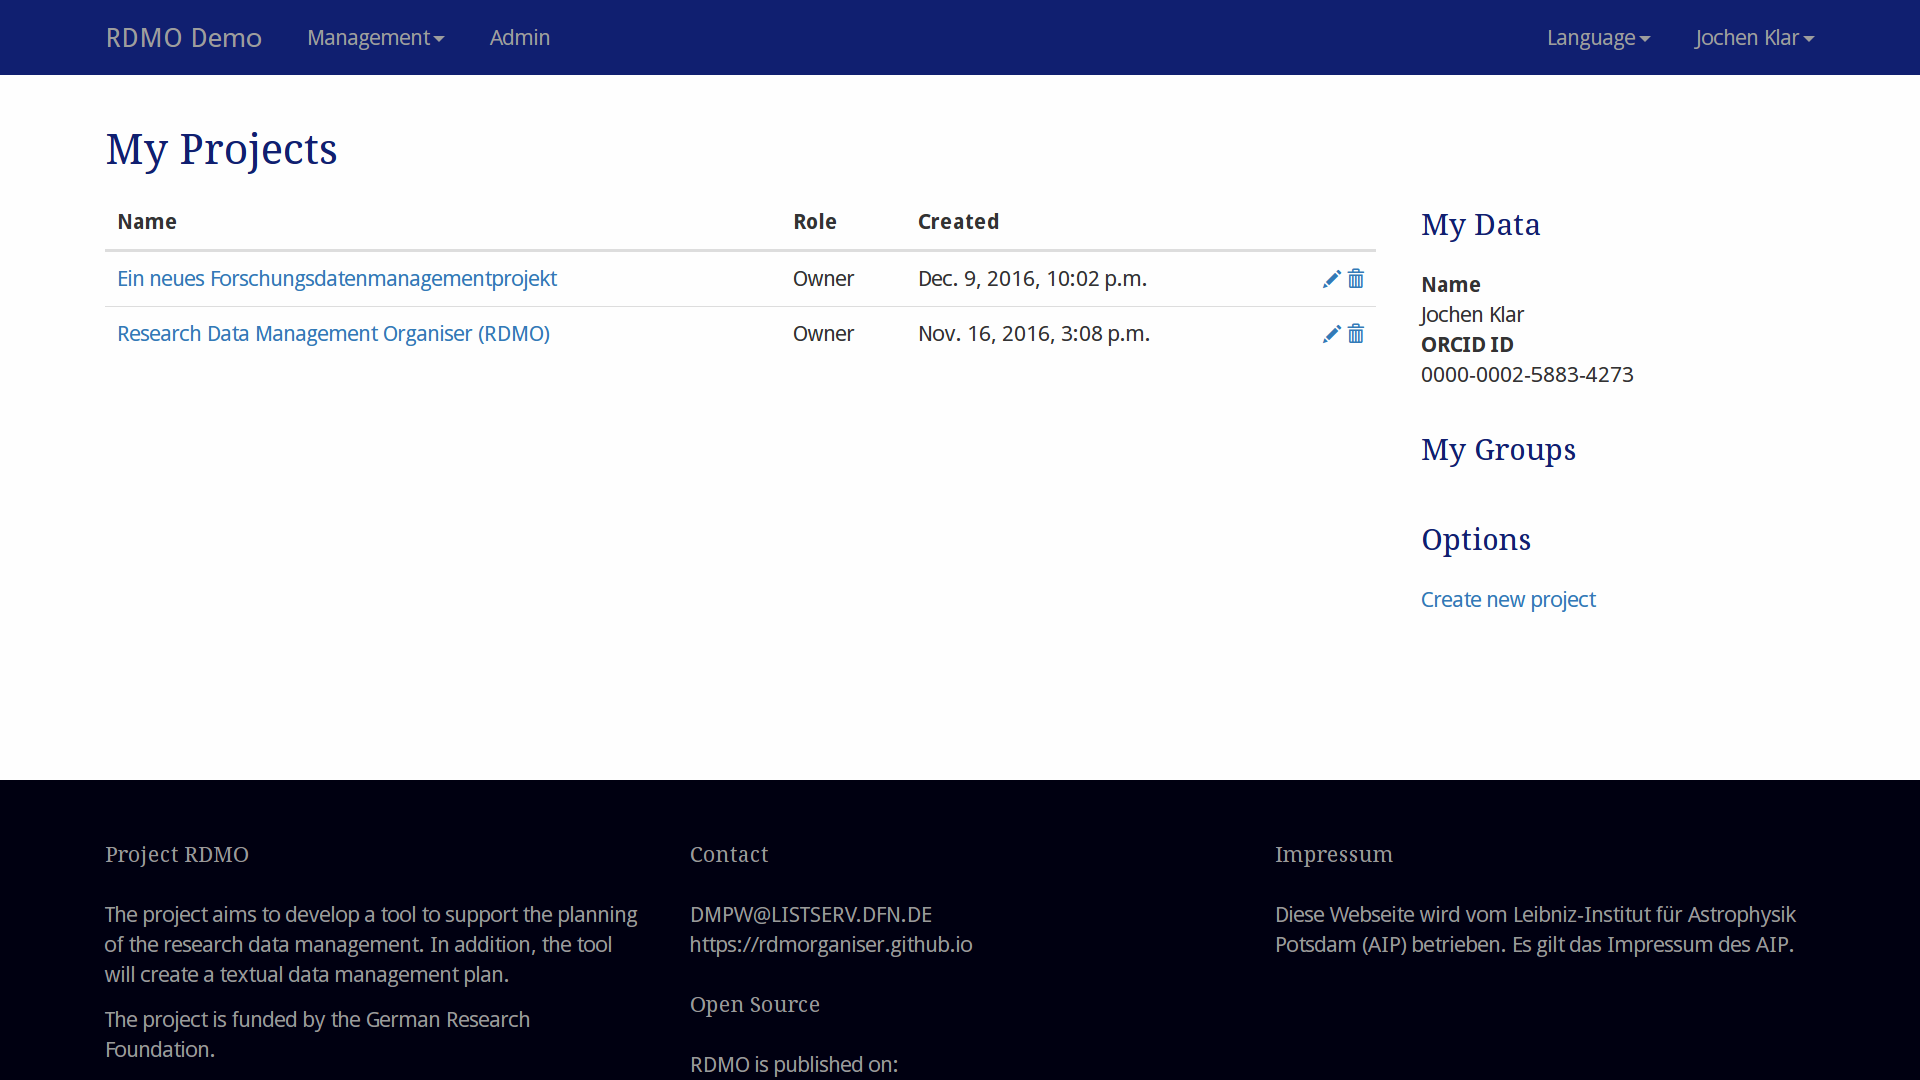 RDMO Demo Management Admin Language Jochen Klar
My Projects
Name Role Created
Ein neues Forschungsdatenmanagementprojekt Owner Dec. 9, 2016, 10:02 p.m.
Research Data Management Organiser (RDMO) Owner Nov. 16, 2016, 3:08 p.m.
My Data
Name
Jochen Klar
ORCID ID
0000-0002-5883-4273
My Groups
Options
Create new project
Project RDMO
The project aims to develop a tool to support the planning
of the research data management. In addition, the tool
will create a textual data management plan.
The project is funded by the German Research
Foundation.
Contact
DMPW@LISTSERV.DFN.DE
https://rdmorganiser.github.io
Open Source
RDMO is published on:
Impressum
Diese Webseite wird vom Leibniz-Institut für Astrophysik
Potsdam (AIP) betrieben. Es gilt das Impressum des AIP.